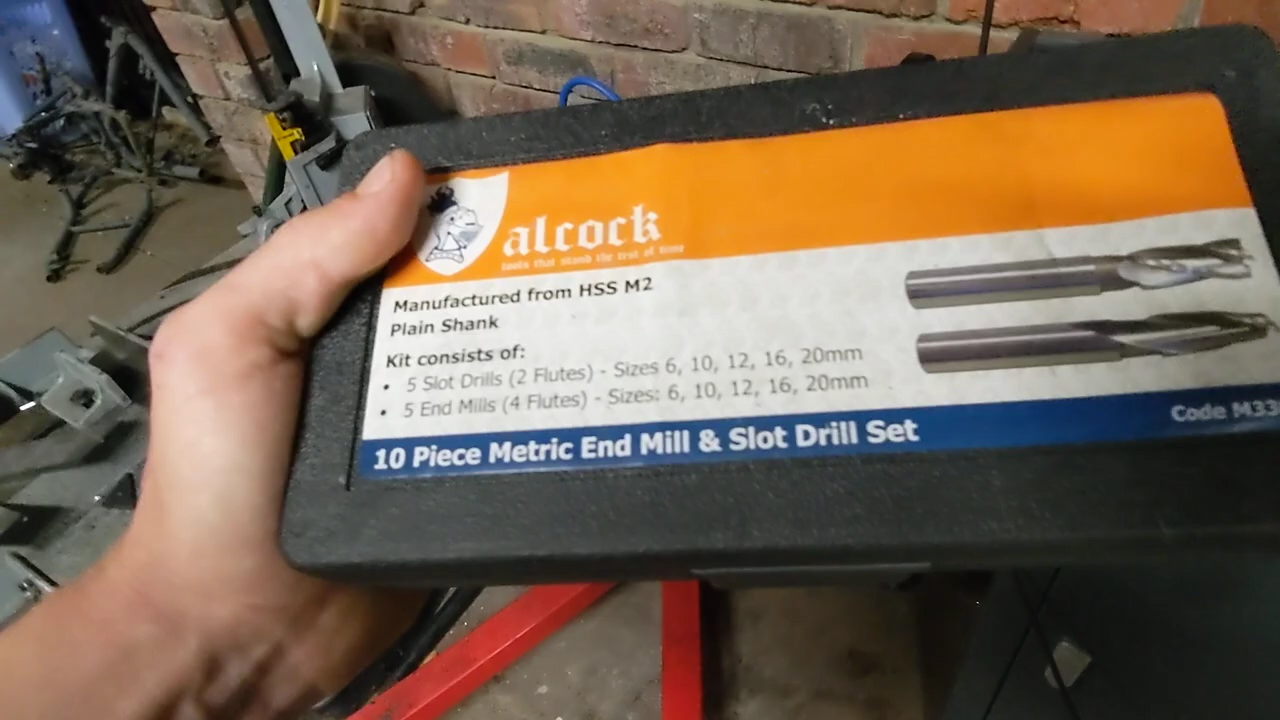 alcock
tools that stand the test of time
Manufactured from HSS M2
Plain Shank
Kit consists of:
• 5 Slot Drills (2 Flutes) - Sizes 6, 10, 12, 16, 20mm
• 5 End Mills (4 Flutes) - Sizes: 6, 10, 12, 16, 20mm
10 Piece Metric End Mill & Slot Drill Set
Code M33